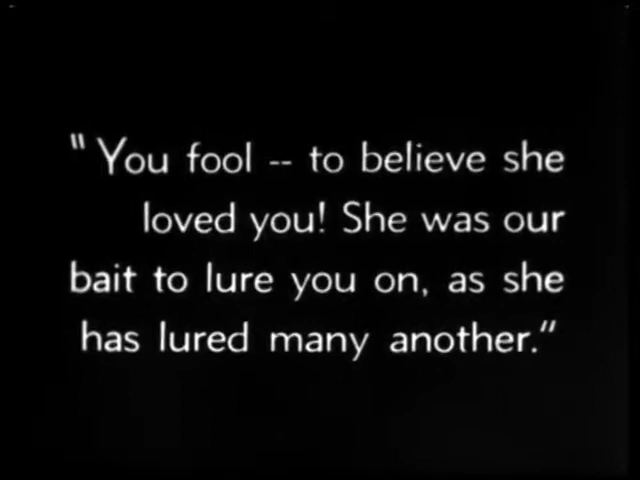 "You fool -- to believe she
loved you! She was our
bait to lure you on, as she
has lured many another."